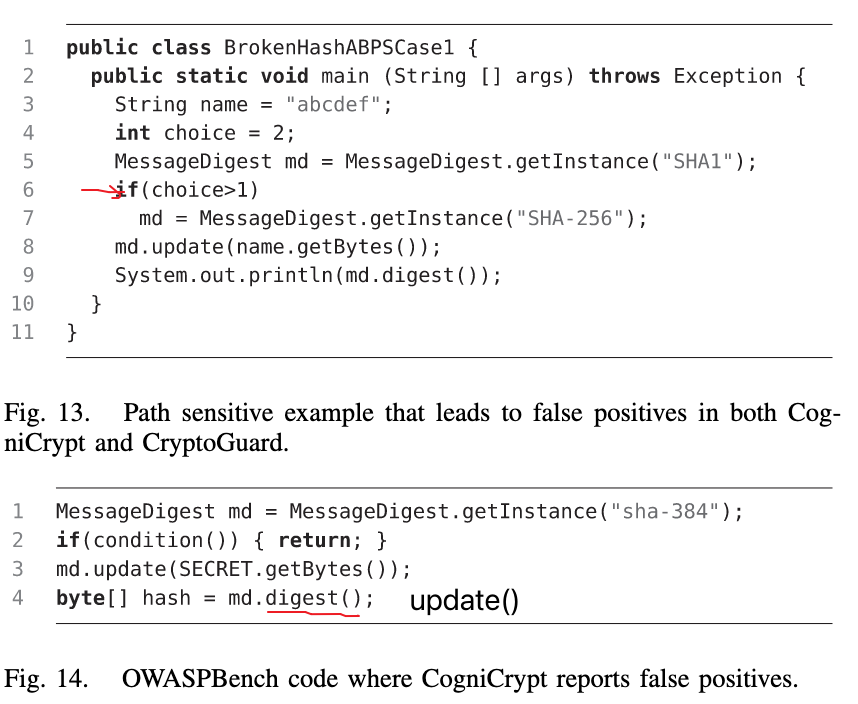 1 public class BrokenHashABPSCase1 {
2 public static void main (String [] args) throws Exception {
3 String name = "abcdef";
4 int choice = 2;
5 MessageDigest md = MessageDigest.getInstance("SHA1");
6 if(choice>1)
7 md = MessageDigest.getInstance("SHA-256");
8 md.update(name.getBytes());
9 System.out.println(md.digest());
10 }
11 }
Fig. 13. Path sensitive example that leads to false positives in both Cog-
niCrypt and CryptoGuard.
1 MessageDigest md = MessageDigest.getInstance("sha-384");
2 if(condition()) { return; }
3 md.update(SECRET.getBytes());
4 byte[] hash = md.digest(); update()
Fig. 14. OWASPBench code where CogniCrypt reports false positives.